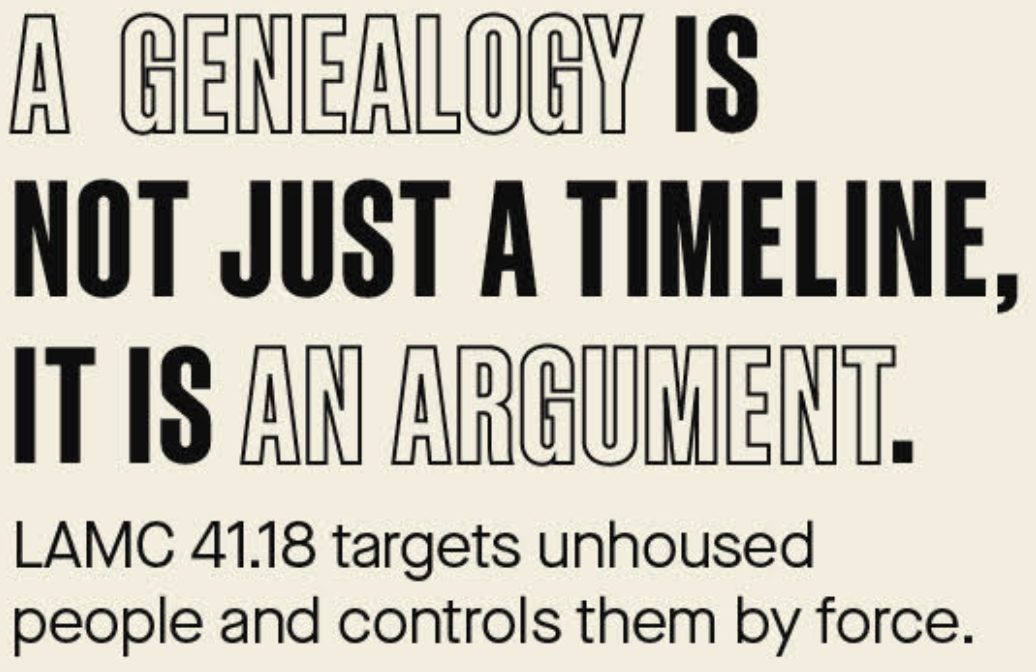 A GENEALOGY IS
NOT JUST A TIMELINE,
IT IS AN ARGUMENT.
LAMC 41.18 targets unhoused
people and controls them by force.